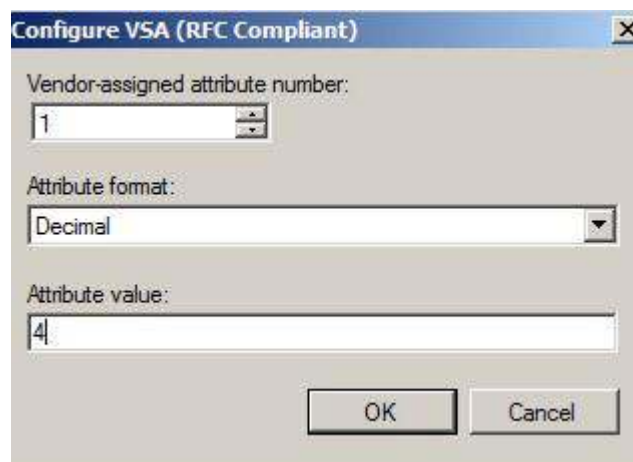 Configure VSA (RFC Compliant)
Vendor-assigned attribute number:
1
Attribute format:
Decimal
Attribute value:
4
OK Cancel